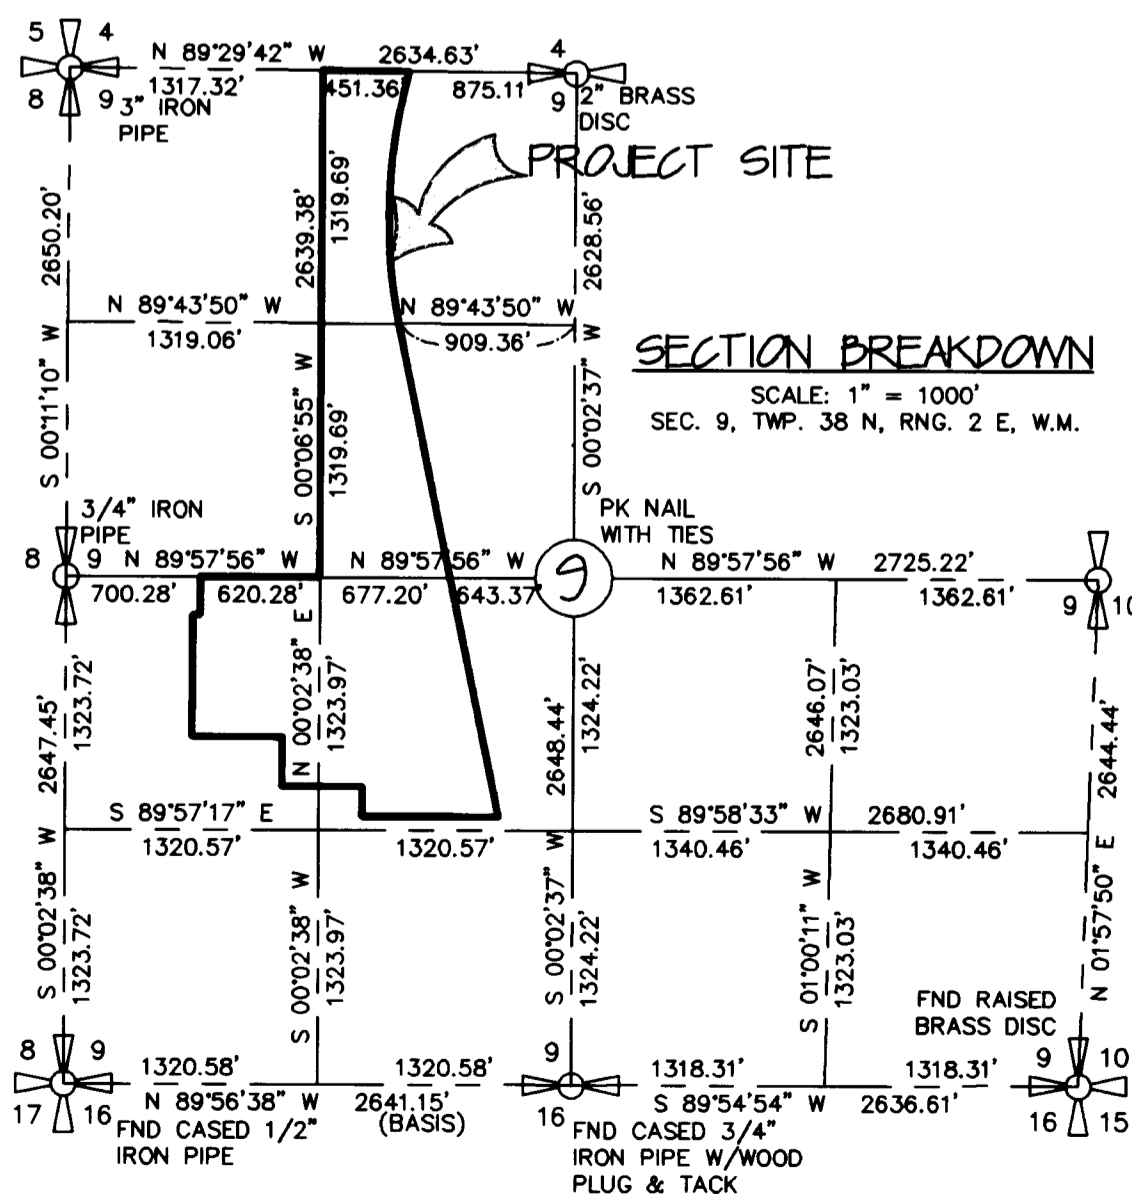 5 4
N 89°29'42" W 2634.63'
4
1317.32' 451.36' 875.11'
8 9 3" IRON
PIPE
9 2" BRASS
DISC
PROJECT SITE
2650.20'
S 00°11'10" W
2639.38'
1319.69'
2628.56'
S 00°02'37" W
N 89°43'50" W
1319.06'
N 89°43'50" W
909.36'
SECTION BREAKDOWN
SCALE: 1" = 1000'
SEC. 9, TWP. 38 N, RNG. 2 E, W.M.
S 00°06'55" W
1319.69'
3/4" IRON
PIPE
PK NAIL
WITH TIES
8 9 N 89°57'56" W N 89°57'56" W
700.28' 620.28' 677.20' 643.37'
9
N 89°57'56" W 2725.22'
1362.61' 1362.61'
9 10
2647.45'
1323.72'
N 00°02'38" E
1323.97'
2648.44'
1324.22'
2646.07'
1323.03'
2644.44'
N 01°57'50" E
S 89°57'17" E
1320.57' 1320.57'
S 89°58'33" W 2680.91'
1340.46' 1340.46'
S 00°02'38" W
1323.72'
S 00°02'38" W
1323.97'
S 00°02'37" W
1324.22'
S 01°00'11" W
1323.03'
FND RAISED
BRASS DISC
8 9
17 16
1320.58' 1320.58'
N 89°56'38" W 2641.15'
(BASIS)
FND CASED 1/2"
IRON PIPE
9
16
1318.31' 1318.31'
S 89°54'54" W 2636.61'
9 10
16 15
FND CASED 3/4"
IRON PIPE W/WOOD
PLUG & TACK